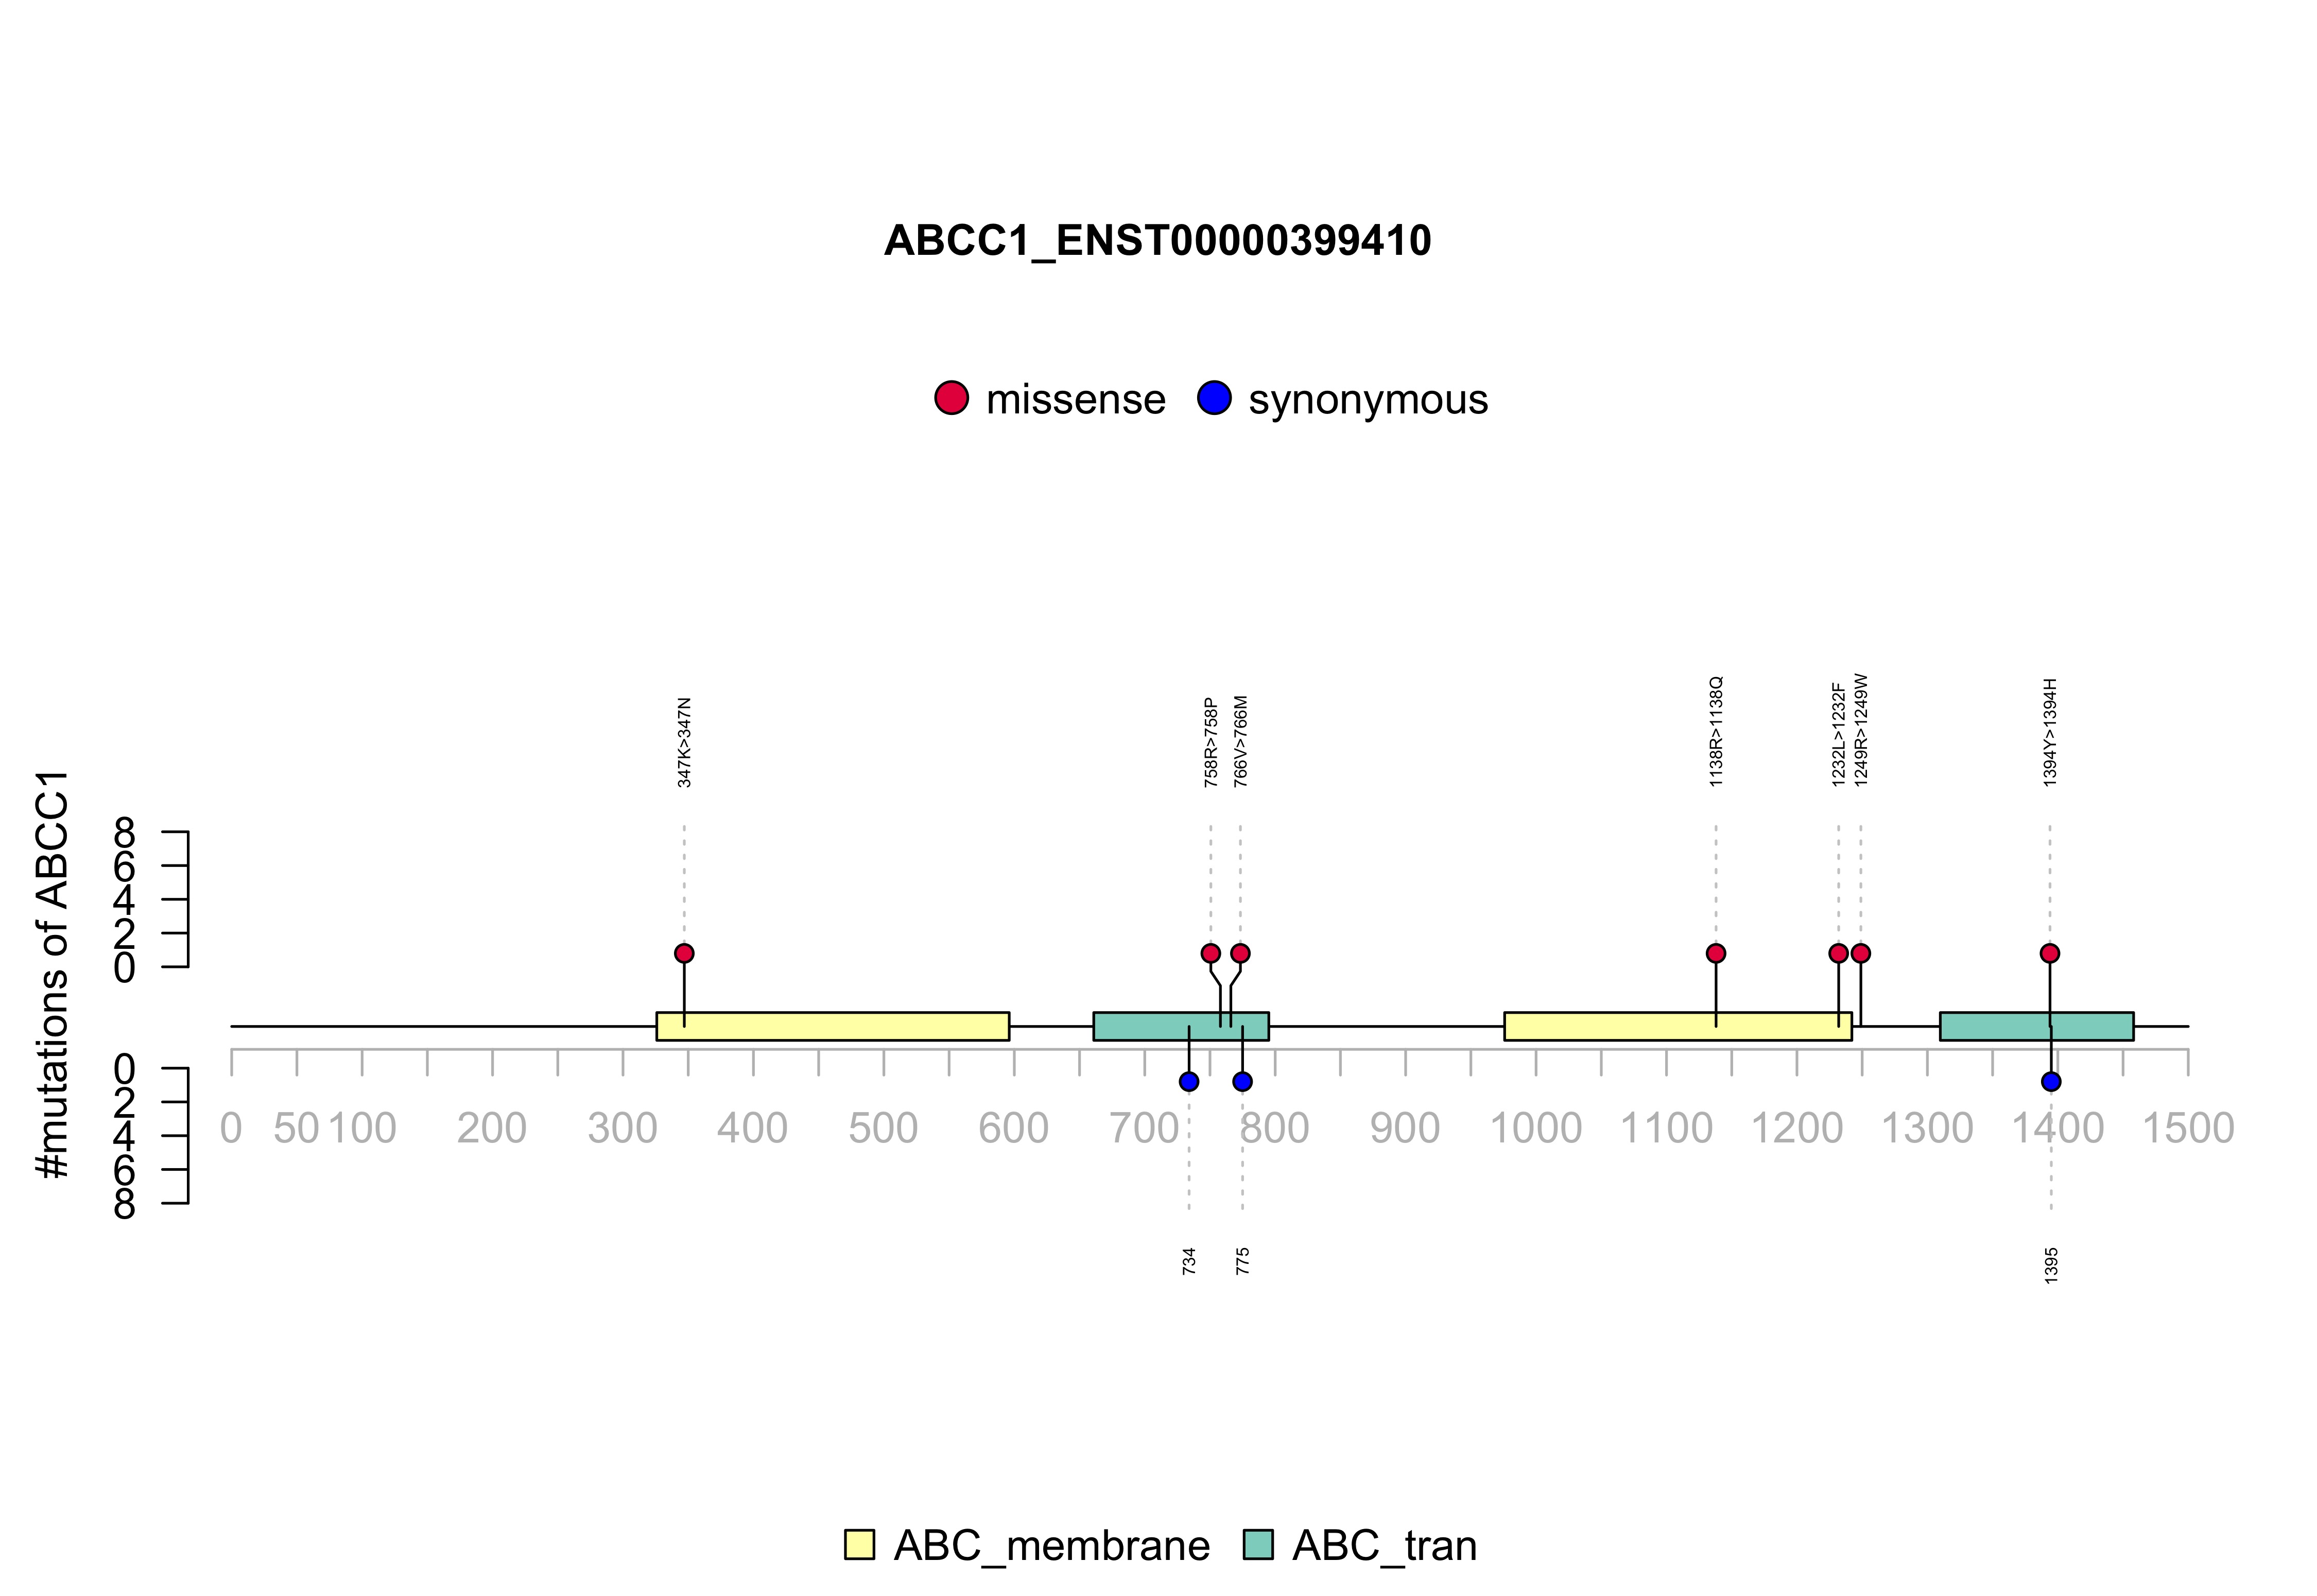 ABCC1_ENST00000399410
missense synonymous
347K>347N
758R>758P
766V>766M
1138R>1138Q
1232L>1232F
1249R>1249W
1394Y>1394H
#mutations of ABCC1
8
6
4
2
0
0
2
4
6
8
0 50 100 200 300 400 500 600 700 800 900 1000 1100 1200 1300 1400 1500
734
775
1395
ABC_membrane ABC_tran